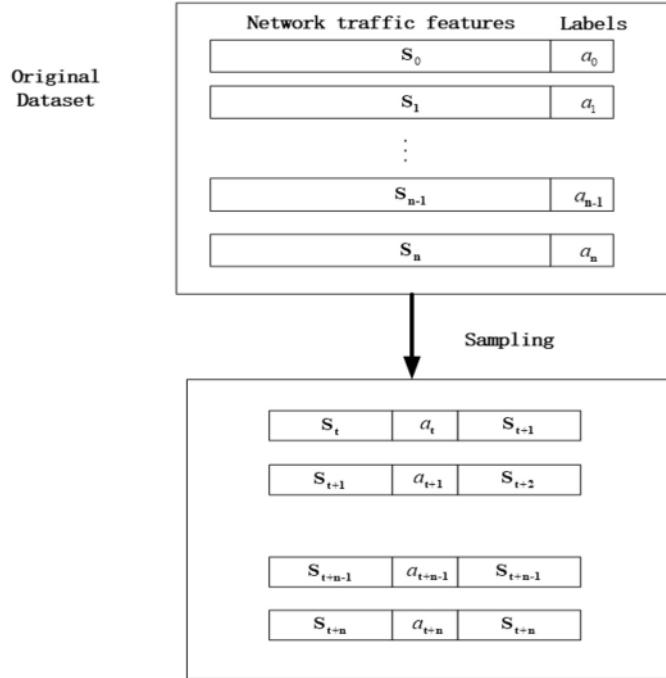 Network traffic features Labels
Original
Dataset
S₀ a₀
S₁ a₁
⋮
Sₙ₋₁ aₙ₋₁
Sₙ aₙ
Sampling
Sₜ aₜ Sₜ₊₁
Sₜ₊₁ aₜ₊₁ Sₜ₊₂
Sₜ₊ₙ₋₁ aₜ₊ₙ₋₁ Sₜ₊ₙ₋₁
Sₜ₊ₙ aₜ₊ₙ Sₜ₊ₙ